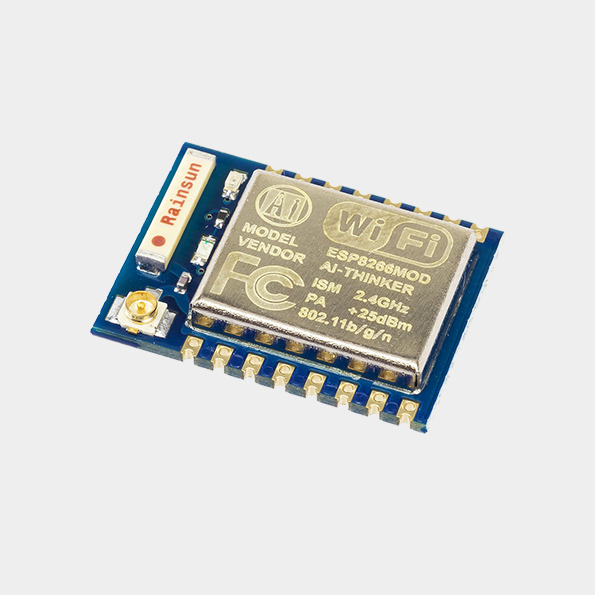 Rainsun
Ai
WiFi
MODEL
VENDOR
ESP8266MOD
AI-THINKER
FC
ISM 2.4GHz
PA +25dBm
802.11b/g/n